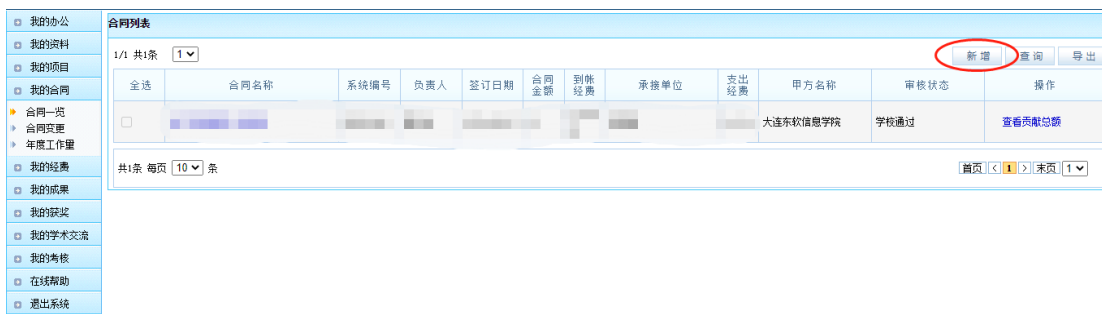 我的办公
我的资料
我的项目
我的合同
合同一览
合同变更
年度工作量
我的经费
我的成果
我的获奖
我的学术交流
我的考核
在线帮助
退出系统
合同列表
1/1 共1条 1
新增 查询 导出
全选 合同名称 系统编号 负责人 签订日期 合同金额 到帐经费 承接单位 支出经费 甲方名称 审核状态 操作
大连东软信息学院 学校通过 查看贡献总额
共1条 每页 10 条 首页 < 1 > 末页 1